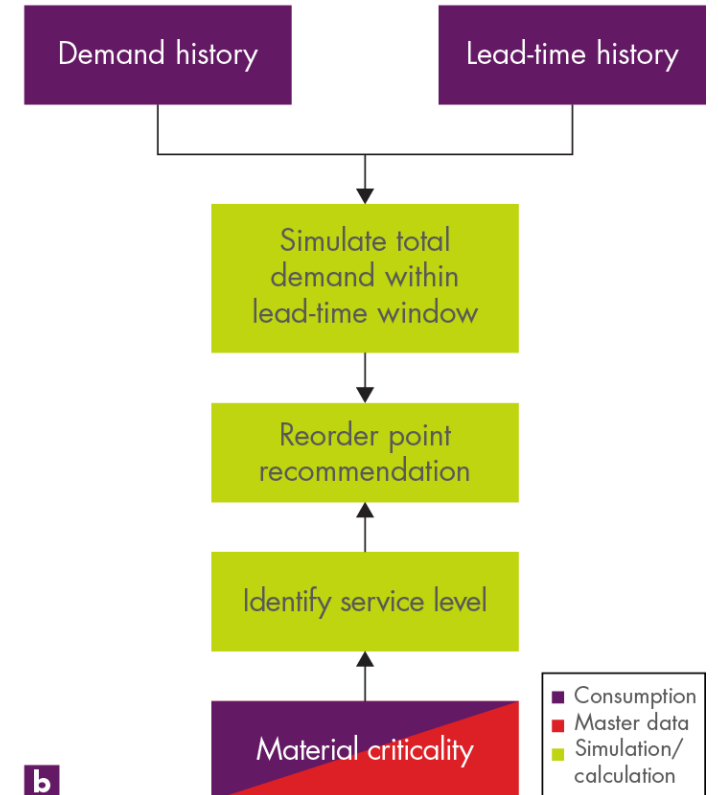 Demand history
Lead-time history
Simulate total
demand within
lead-time window
Reorder point
recommendation
Identify service level
Material criticality
Consumption
Master data
Simulation/
calculation
b